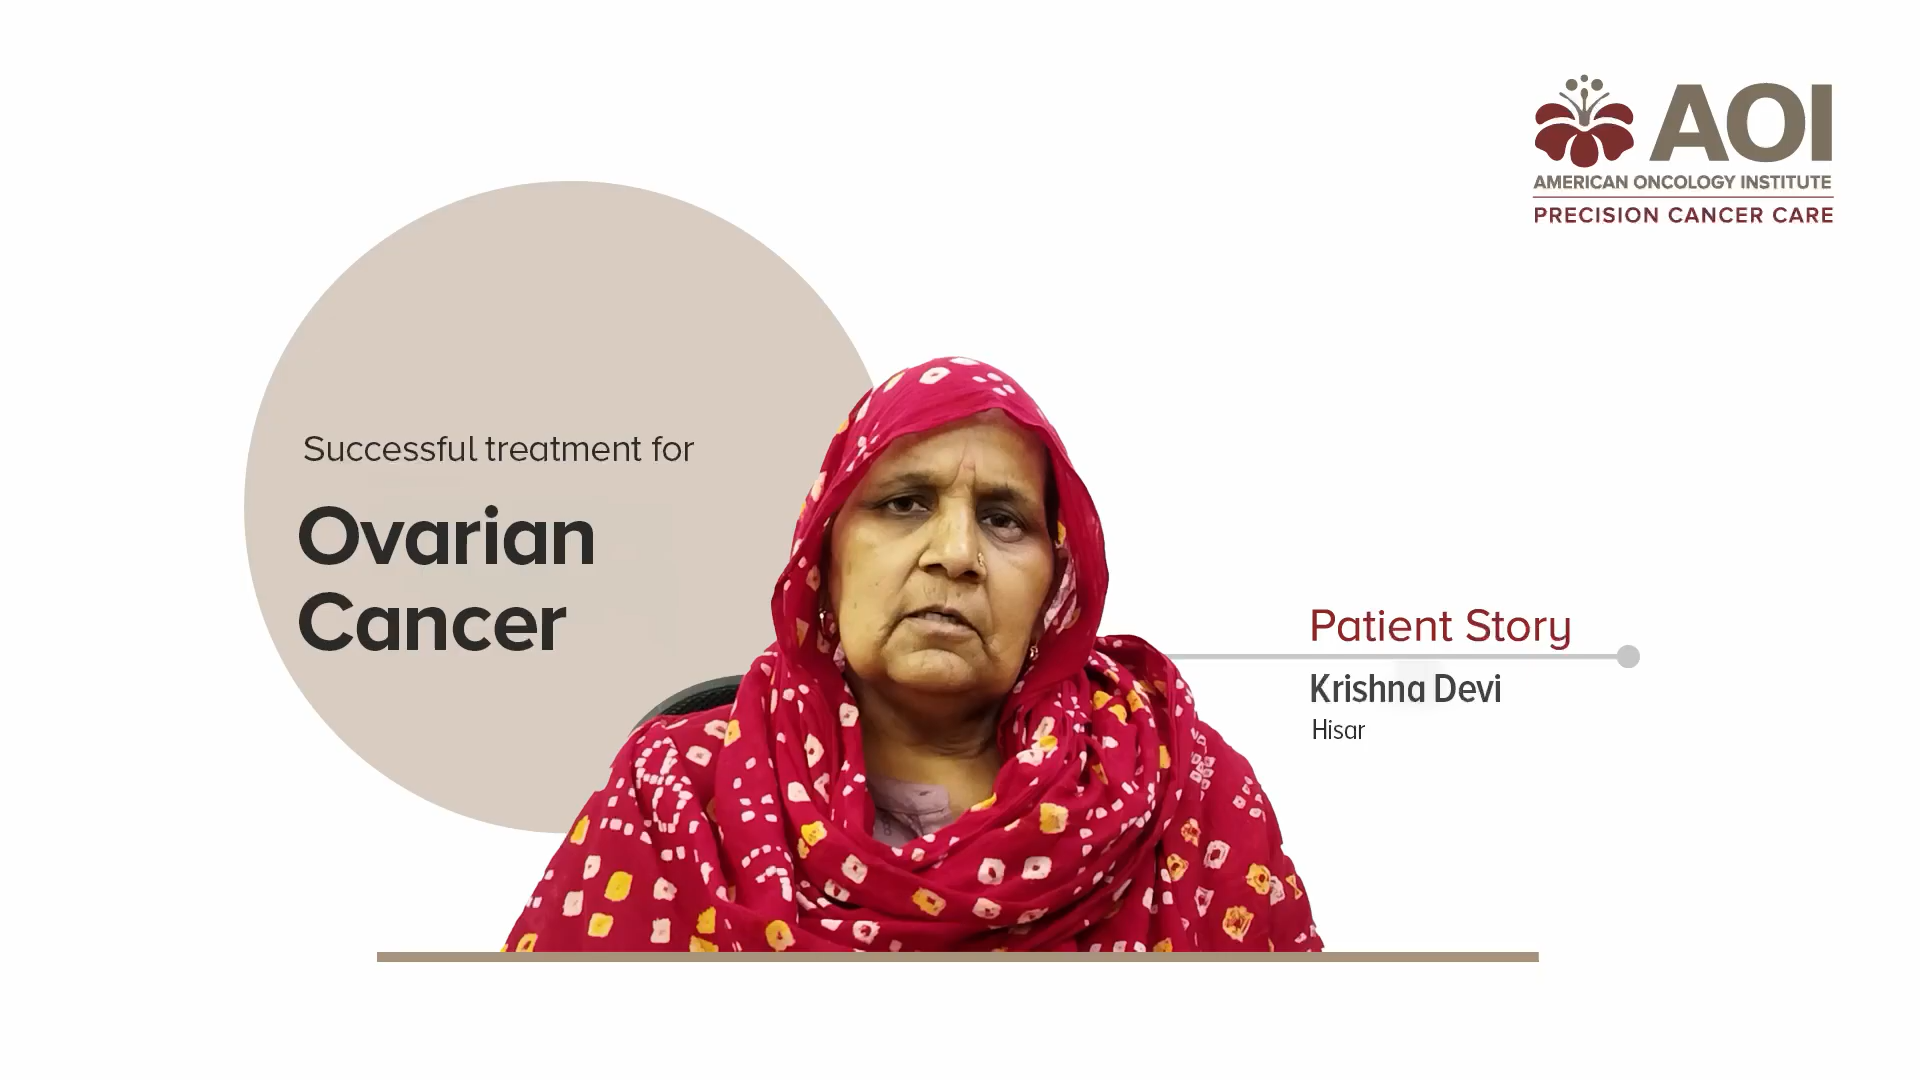 AOI
AMERICAN ONCOLOGY INSTITUTE
PRECISION CANCER CARE
Successful treatment for
Ovarian
Cancer
Patient Story
Krishna Devi
Hisar